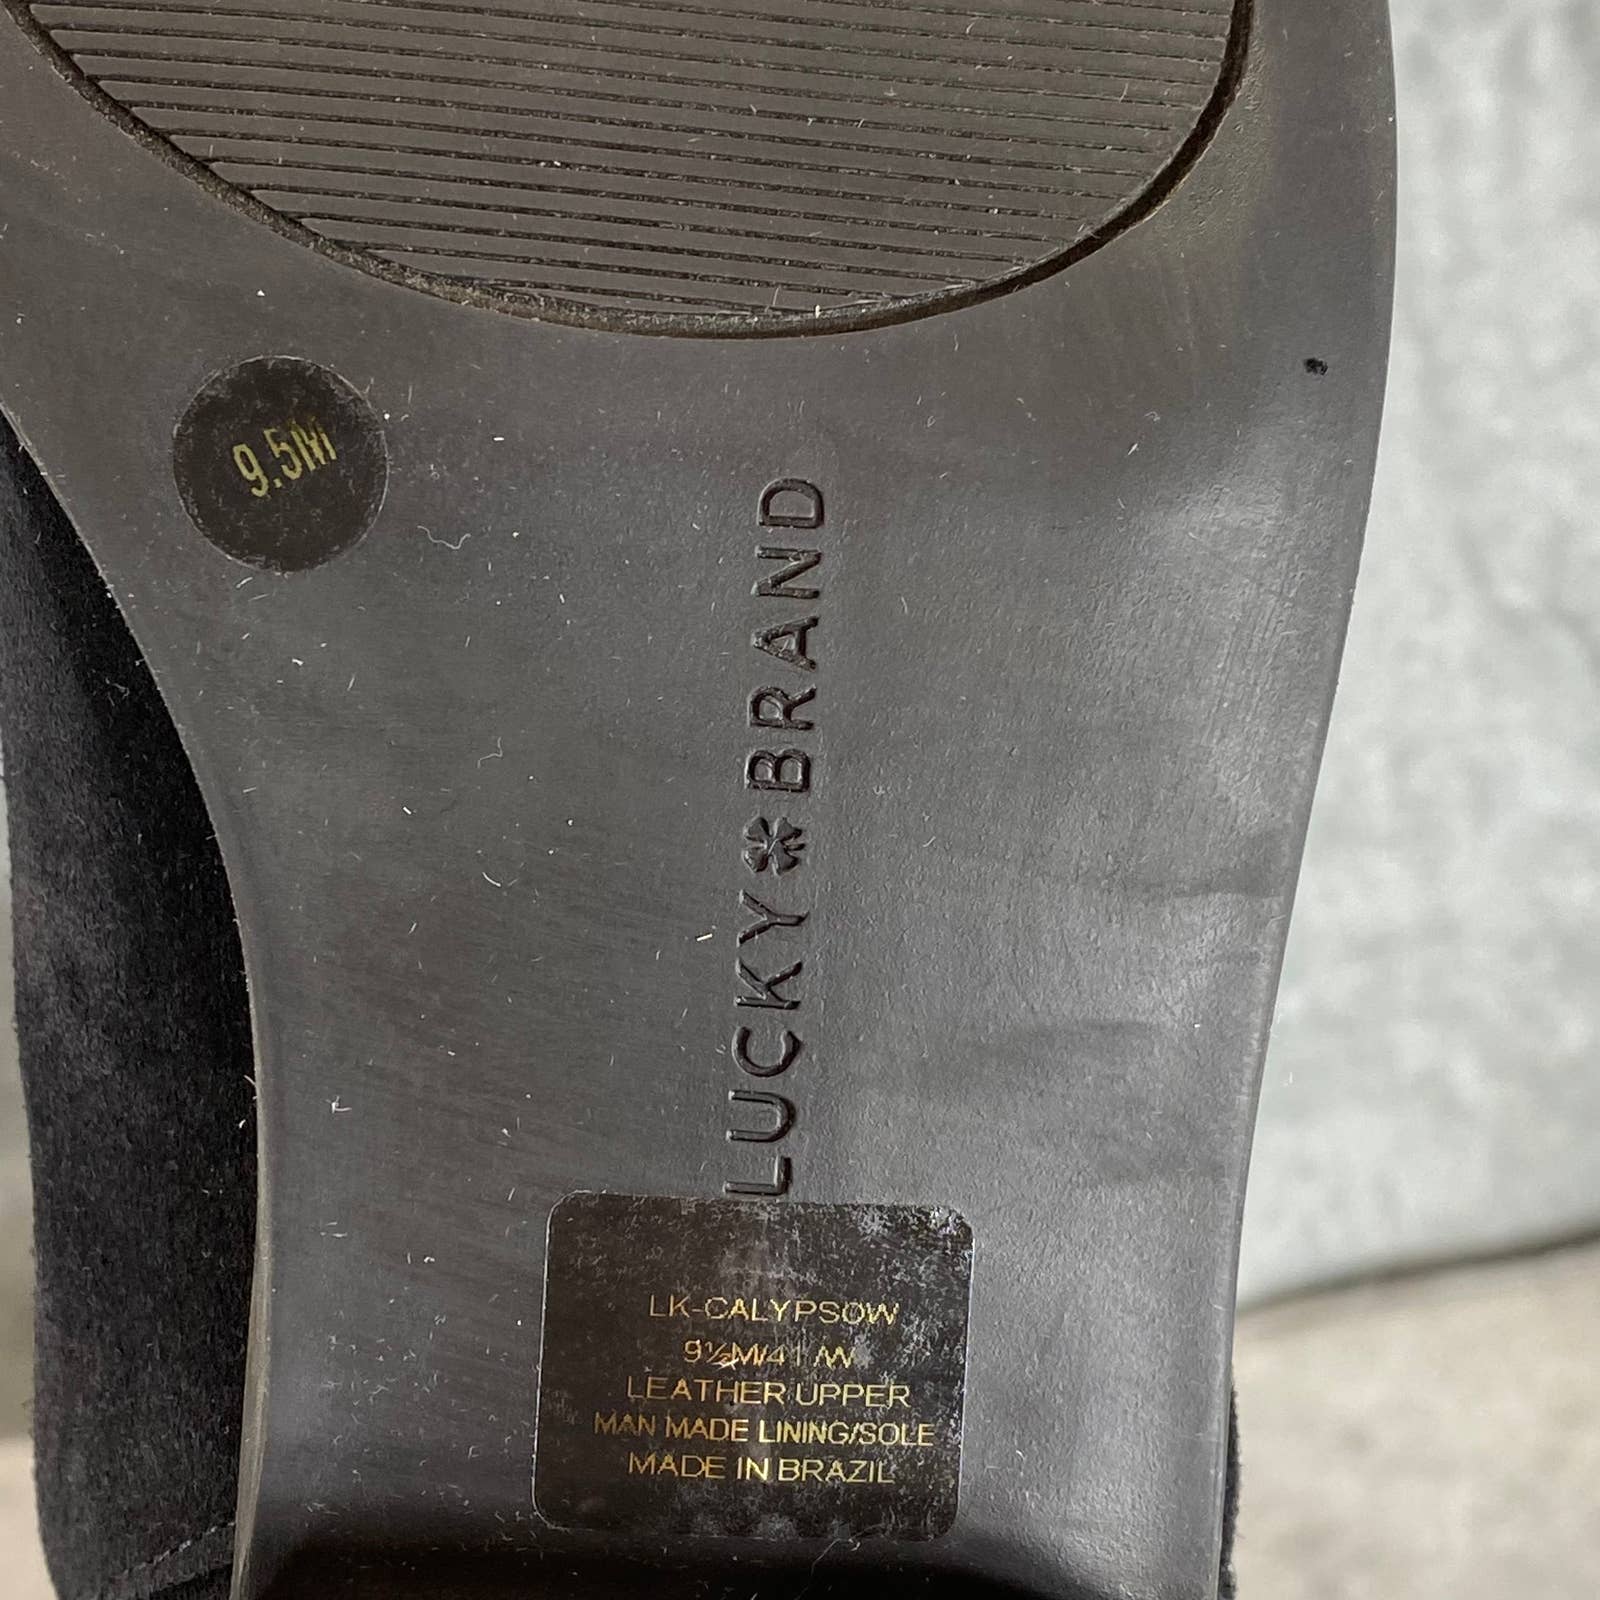 9.5M
LUCKY BRAND
LK-CALYPSOW
9½M/41 /W
LEATHER UPPER
MAN MADE LINING/SOLE
MADE IN BRAZIL